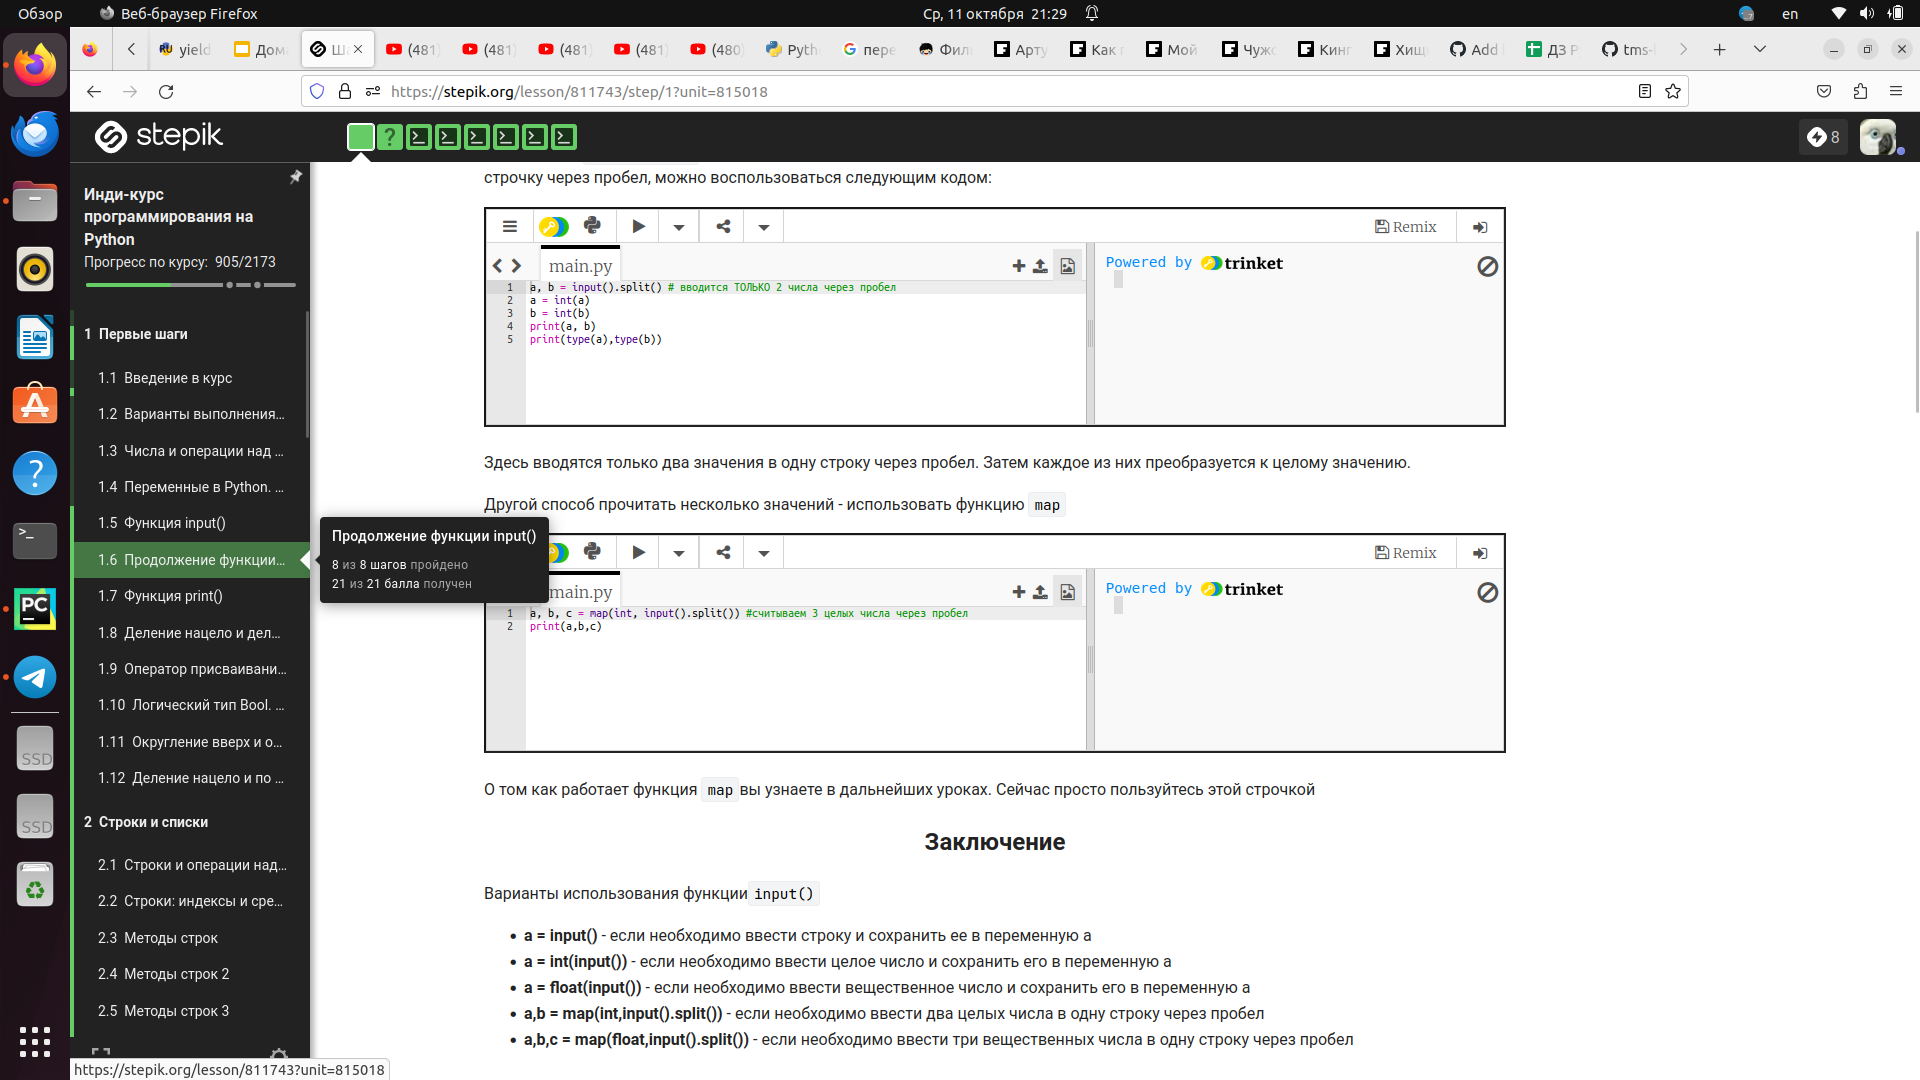 Обзор
Веб-браузер Firefox
Ср, 11 октября 21:29
en
yield
Дом
(481)
(481)
(481)
(481)
(480)
Pyth
пере
Фил
Арту
Как
Мой
Чуж
Кинг
Хищ
Add
ДЗ Р
tms-
https://stepik.org/lesson/811743/step/1?unit=815018
stepik
8
Инди-курс
программирования на
Python
Прогресс по курсу: 905/2173
1 Первые шаги
1.1 Введение в курс
1.2 Варианты выполнения...
1.3 Числа и операции над ...
1.4 Переменные в Python. ...
1.5 Функция input()
1.6 Продолжение функции...
1.7 Функция print()
1.8 Деление нацело и дел...
1.9 Оператор присваивани...
1.10 Логический тип Bool. ...
1.11 Округление вверх и о...
1.12 Деление нацело и по ...
2 Строки и списки
2.1 Строки и операции над...
2.2 Строки: индексы и сре...
2.3 Методы строк
2.4 Методы строк 2
2.5 Методы строк 3
Продолжение функции input()
8 из 8 шагов пройдено
21 из 21 балла получен
строчку через пробел, можно воспользоваться следующим кодом:
Remix
main.py
Powered by trinket
1 a, b = input().split() # вводится ТОЛЬКО 2 числа через пробел
2 a = int(a)
3 b = int(b)
4 print(a, b)
5 print(type(a),type(b))
Здесь вводятся только два значения в одну строку через пробел. Затем каждое из них преобразуется к целому значению.
Другой способ прочитать несколько значений - использовать функцию map
Remix
main.py
Powered by trinket
1 a, b, c = map(int, input().split()) #считываем 3 целых числа через пробел
2 print(a,b,c)
О том как работает функция map вы узнаете в дальнейших уроках. Сейчас просто пользуйтесь этой строчкой
Заключение
Варианты использования функции input()
• a = input() - если необходимо ввести строку и сохранить ее в переменную a
• a = int(input()) - если необходимо ввести целое число и сохранить его в переменную a
• a = float(input()) - если необходимо ввести вещественное число и сохранить его в переменную a
• a,b = map(int,input().split()) - если необходимо ввести два целых числа в одну строку через пробел
• a,b,c = map(float,input().split()) - если необходимо ввести три вещественных числа в одну строку через пробел
SSD
SSD
https://stepik.org/lesson/811743?unit=815018